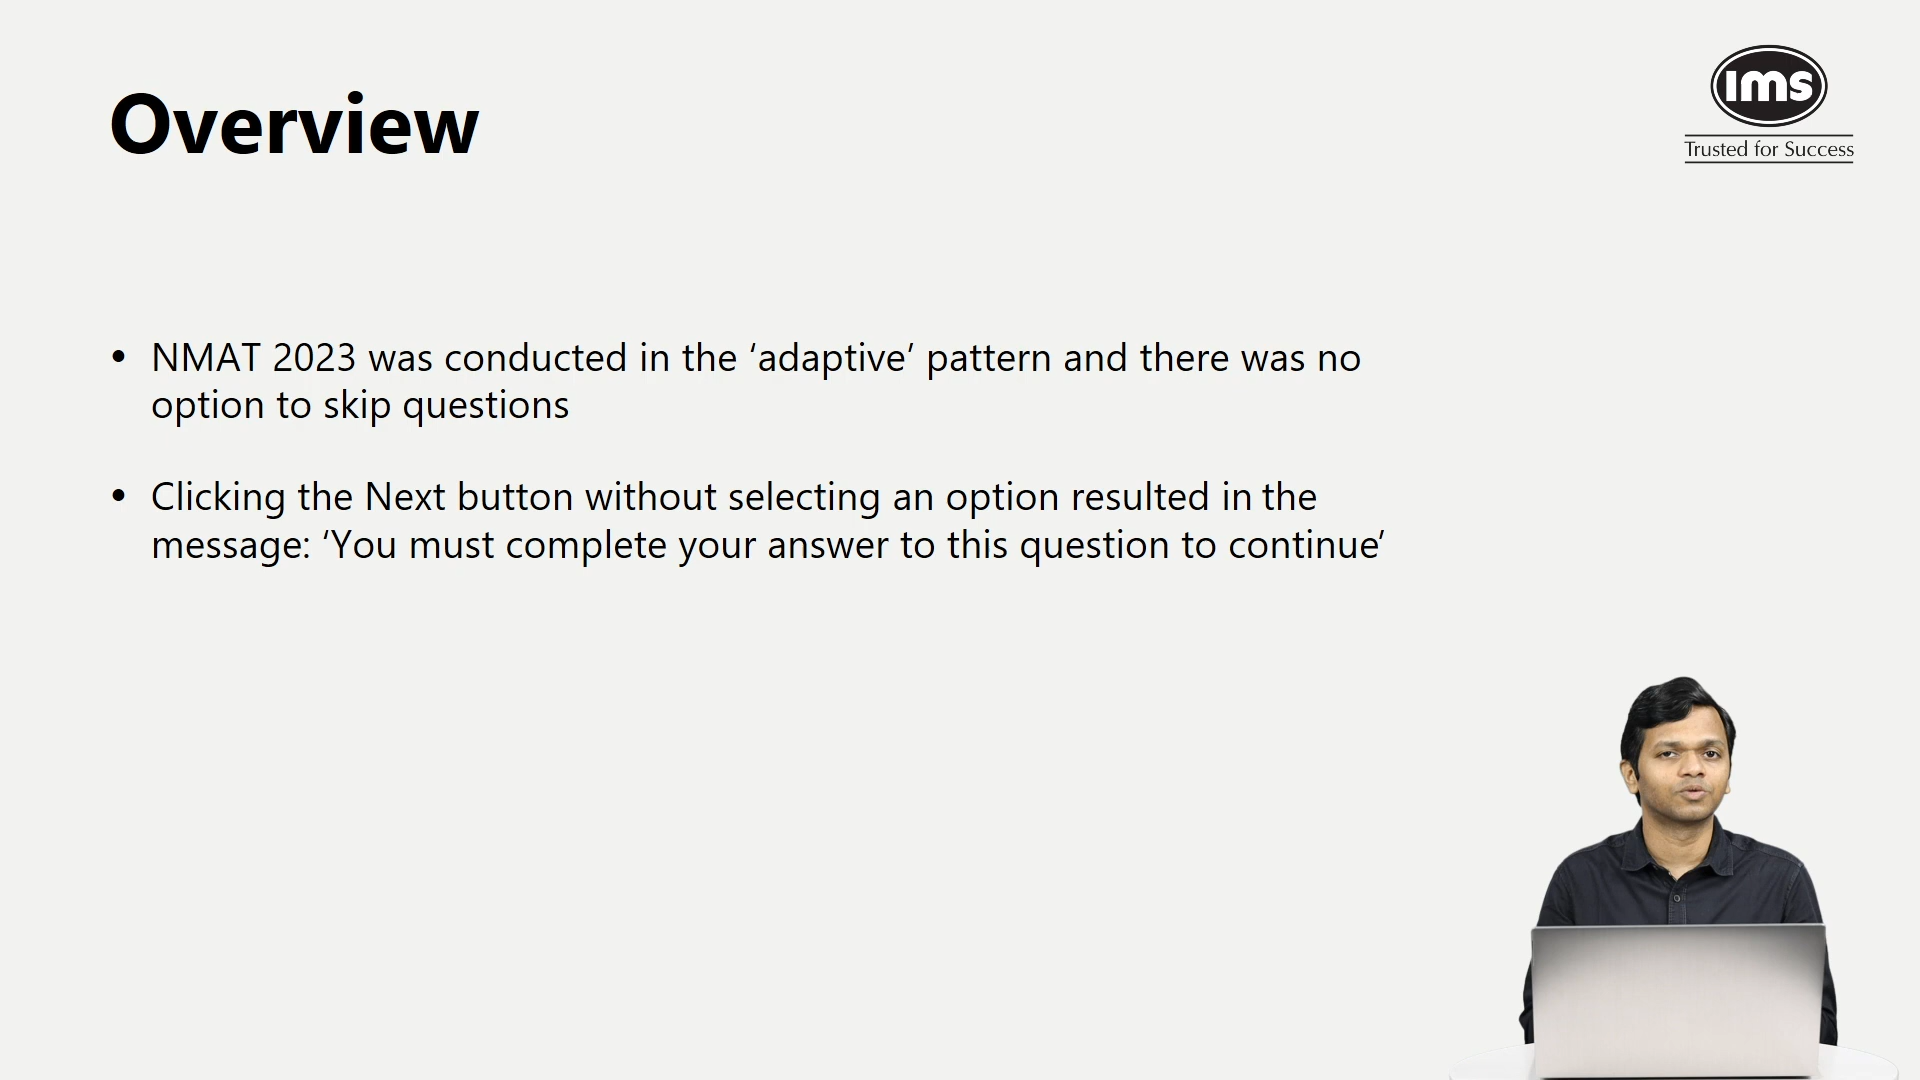 Overview
ims
Trusted for Success
• NMAT 2023 was conducted in the ‘adaptive’ pattern and there was no
option to skip questions
• Clicking the Next button without selecting an option resulted in the
message: ‘You must complete your answer to this question to continue’